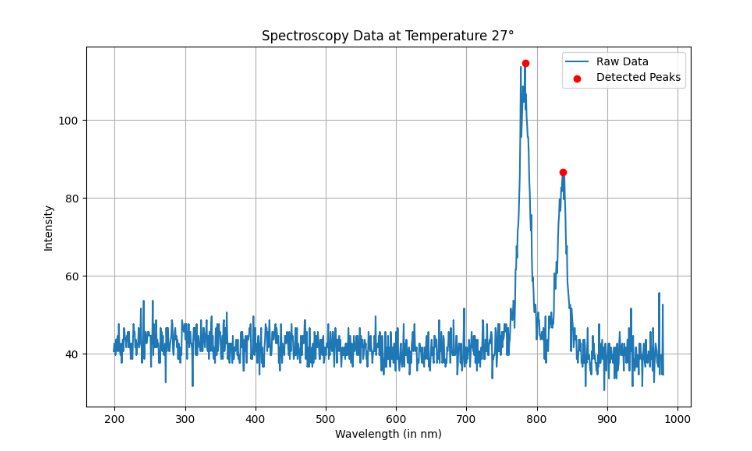 Spectroscopy Data at Temperature 27°
Raw Data
Detected Peaks
100
80
60
40
Intensity
200 300 400 500 600 700 800 900 1000
Wavelength (in nm)